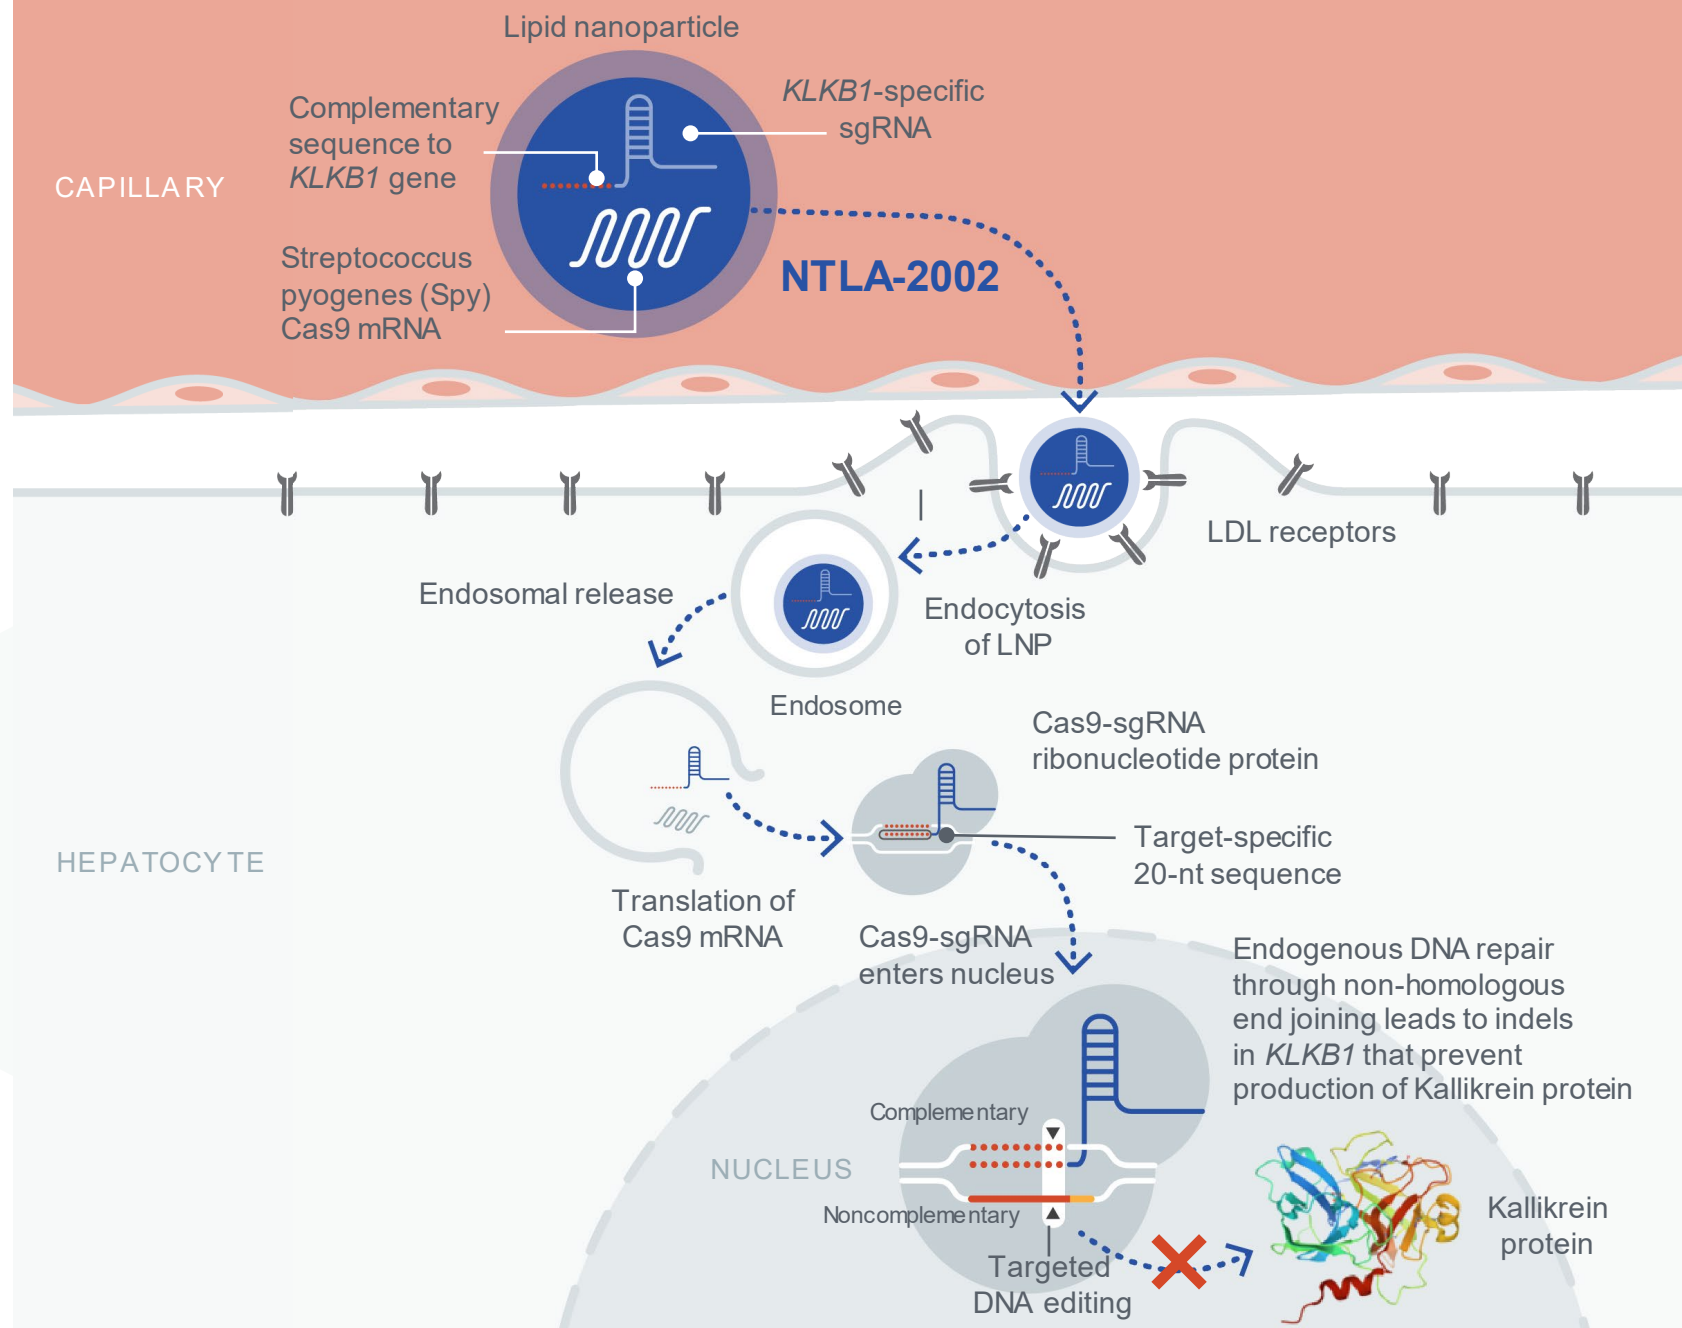 Lipid nanoparticle
Complementary
sequence to
KLKB1 gene
KLKB1-specific
sgRNA
CAPILLARY
Streptococcus
pyogenes (Spy)
Cas9 mRNA
NTLA-2002
LDL receptors
Endosomal release
Endocytosis
of LNP
Endosome
Cas9-sgRNA
ribonucleotide protein
Target-specific
20-nt sequence
HEPATOCYTE
Translation of
Cas9 mRNA
Cas9-sgRNA
enters nucleus
Endogenous DNA repair
through non-homologous
end joining leads to indels
in KLKB1 that prevent
production of Kallikrein protein
Complementary
NUCLEUS
Noncomplementary
Targeted
DNA editing
Kallikrein
protein